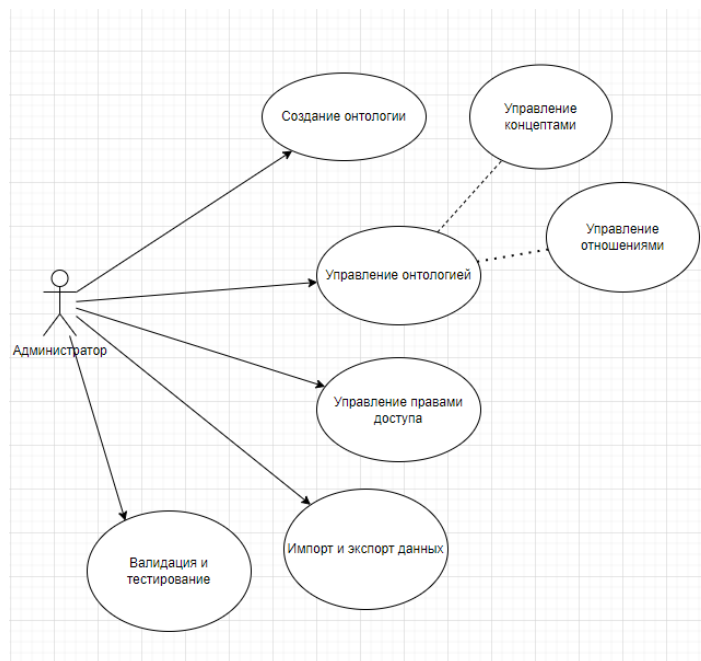 Управление
концептами
Создание онтологии
Управление
отношениями
Управление онтологией
Администратор
Управление правами
доступа
Импорт и экспорт данных
Валидация и
тестирование